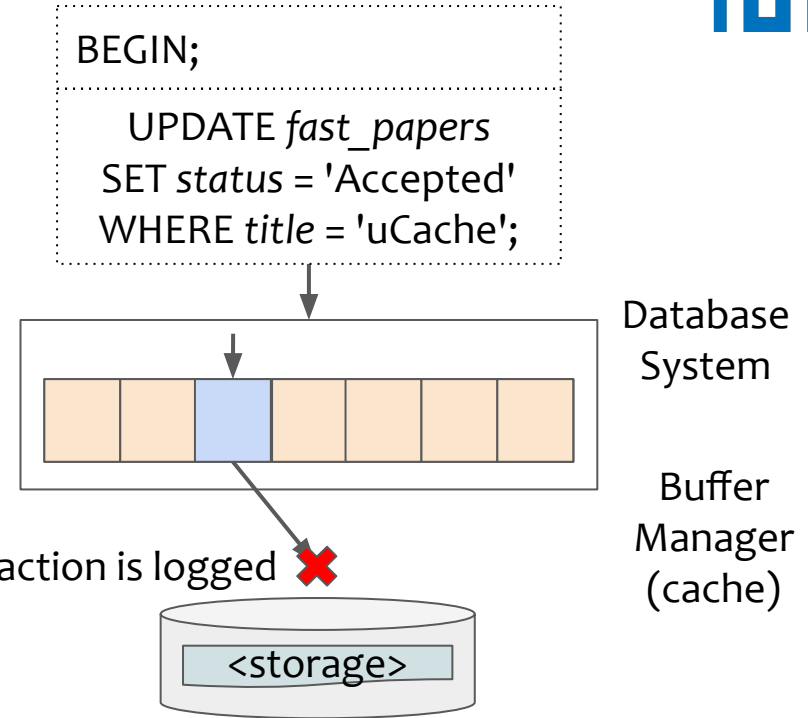 BEGIN;
UPDATE fast_papers
SET status = 'Accepted'
WHERE title = 'uCache';
Database
System
Buffer
Manager
(cache)
action is logged
<storage>